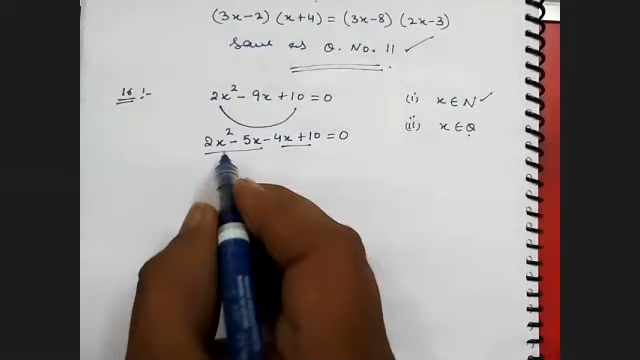 (3x-2) (x+4) = (3x-8) (2x-3)
Same as Q. No. 11
16 :- 2x² - 9x + 10 = 0 (i) x ∈ N ✓
(ii) x ∈ Q
2x² - 5x - 4x + 10 = 0